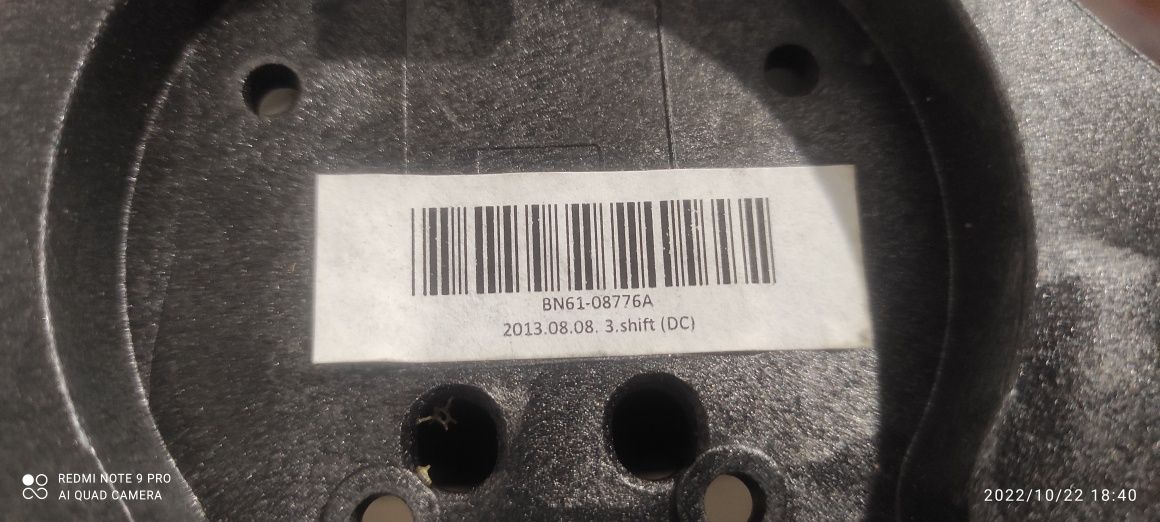 BN61-08776A
2013.08.08. 3.shift (DC)
REDMI NOTE 9 PRO
AI QUAD CAMERA
2022/10/22 18:40